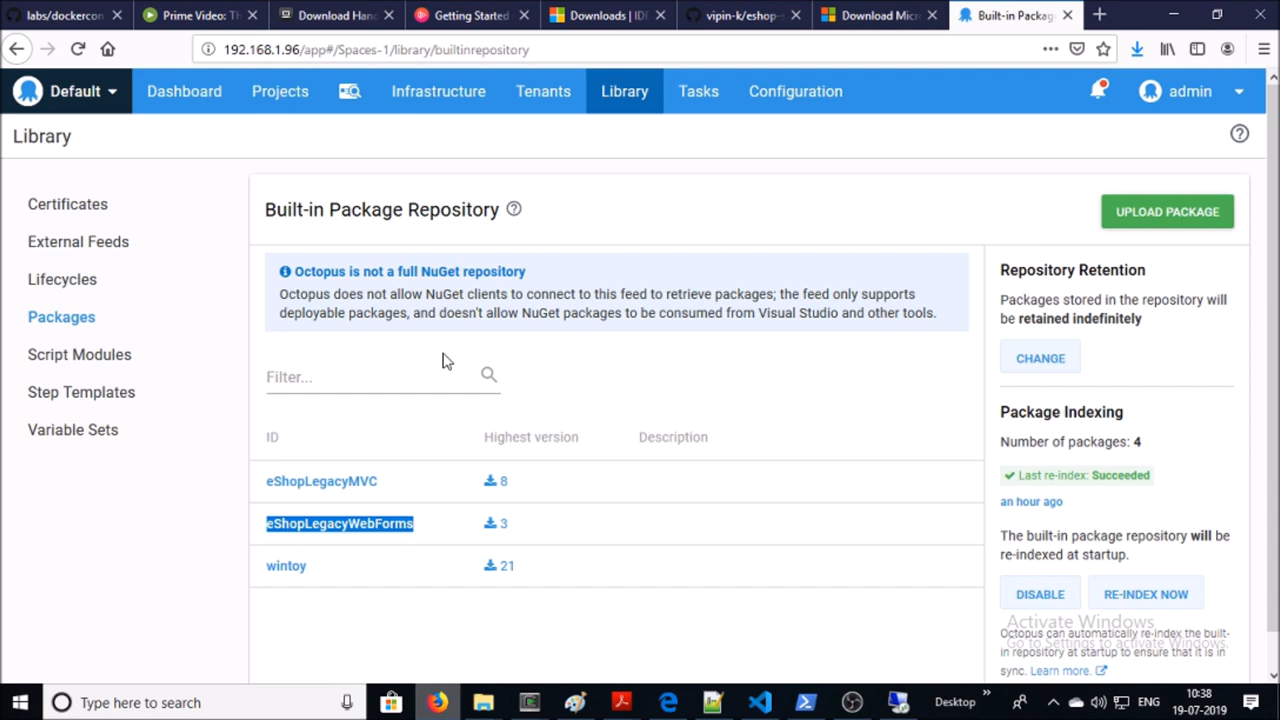 labs/dockercon
Prime Video: Th
Download Han
Getting Started
Downloads | IDE
vipin-k/eshop-
Download Micr
Built-in Packag
192.168.1.96/app#/Spaces-1/library/builtinrepository
Default
Dashboard
Projects
Infrastructure
Tenants
Library
Tasks
Configuration
admin
Library
Certificates
External Feeds
Lifecycles
Packages
Script Modules
Step Templates
Variable Sets
Built-in Package Repository
UPLOAD PACKAGE
Octopus is not a full NuGet repository
Octopus does not allow NuGet clients to connect to this feed to retrieve packages; the feed only supports
deployable packages, and doesn't allow NuGet packages to be consumed from Visual Studio and other tools.
Filter...
ID Highest version Description
eShopLegacyMVC 8
eShopLegacyWebForms 3
wintoy 21
Repository Retention
Packages stored in the repository will
be retained indefinitely
CHANGE
Package Indexing
Number of packages: 4
Last re-index: Succeeded
an hour ago
The built-in package repository will be
re-indexed at startup.
DISABLE
RE-INDEX NOW
Activate Windows
Go to Settings to activate Windows.
Octopus can automatically re-index the built-
in repository at startup to ensure that it is in
sync. Learn more.
Type here to search
Desktop
ENG
10:38
19-07-2019